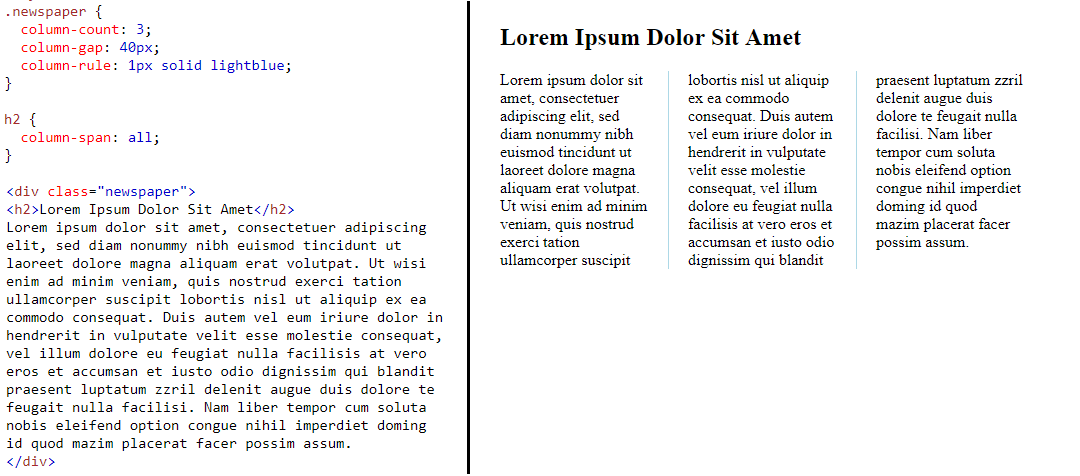 .newspaper {
  column-count: 3;
  column-gap: 40px;
  column-rule: 1px solid lightblue;
}

h2 {
  column-span: all;
}

<div class="newspaper">
<h2>Lorem Ipsum Dolor Sit Amet</h2>
Lorem ipsum dolor sit amet, consectetuer adipiscing
elit, sed diam nonummy nibh euismod tincidunt ut
laoreet dolore magna aliquam erat volutpat. Ut wisi
enim ad minim veniam, quis nostrud exerci tation
ullamcorper suscipit lobortis nisl ut aliquip ex ea
commodo consequat. Duis autem vel eum iriure dolor in
hendrerit in vulputate velit esse molestie consequat,
vel illum dolore eu feugiat nulla facilisis at vero
eros et accumsan et iusto odio dignissim qui blandit
praesent luptatum zzril delenit augue duis dolore te
feugait nulla facilisi. Nam liber tempor cum soluta
nobis eleifend option congue nihil imperdiet doming
id quod mazim placerat facer possim assum.
</div>

Lorem Ipsum Dolor Sit Amet

Lorem ipsum dolor sit
amet, consectetuer
adipiscing elit, sed
diam nonummy nibh
euismod tincidunt ut
laoreet dolore magna
aliquam erat volutpat.
Ut wisi enim ad minim
veniam, quis nostrud
exerci tation
ullamcorper suscipit
lobortis nisl ut aliquip
ex ea commodo
consequat. Duis autem
vel eum iriure dolor in
hendrerit in vulputate
velit esse molestie
consequat, vel illum
dolore eu feugiat nulla
facilisis at vero eros et
accumsan et iusto odio
dignissim qui blandit
praesent luptatum zzril
delenit augue duis
dolore te feugait nulla
facilisi. Nam liber
tempor cum soluta
nobis eleifend option
congue nihil imperdiet
doming id quod
mazim placerat facer
possim assum.